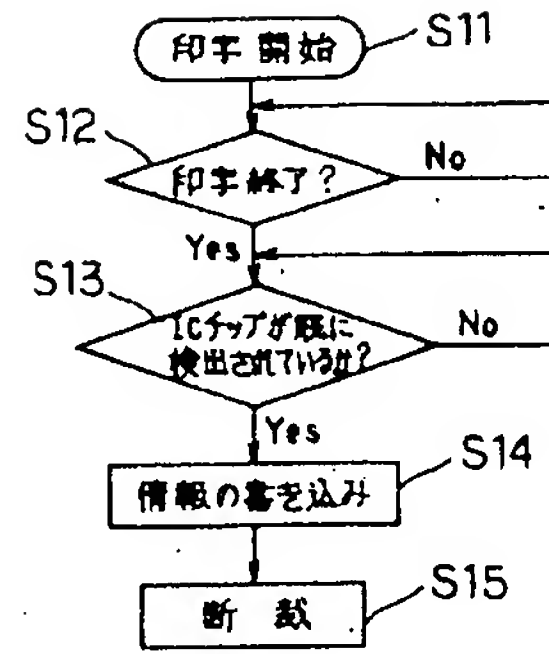 印字開始
S11
S12
印字終了?
No
Yes
S13
ICチップが既に
検出されているか?
No
Yes
S14
情報の書き込み
S15
断裁